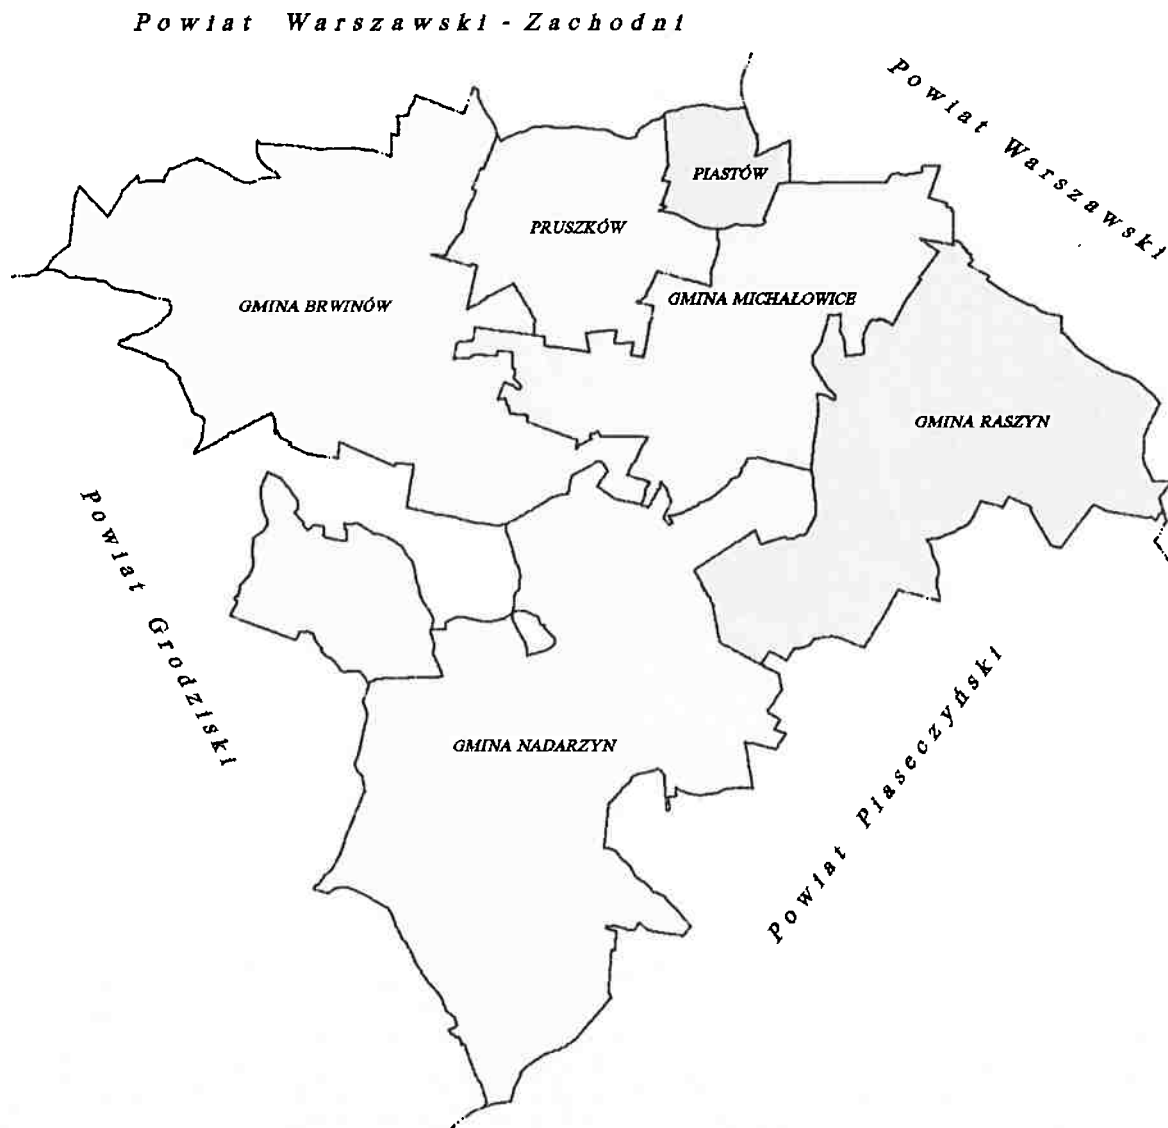 Powiat Warszawski - Zachodni
Powiat Warszawski
PIASTÓW
PRUSZKÓW
GMINA BRWINÓW
GMINA MICHAŁOWICE
GMINA RASZYN
Powiat Grodziski
GMINA NADARZYN
Powiat Piaseczyński